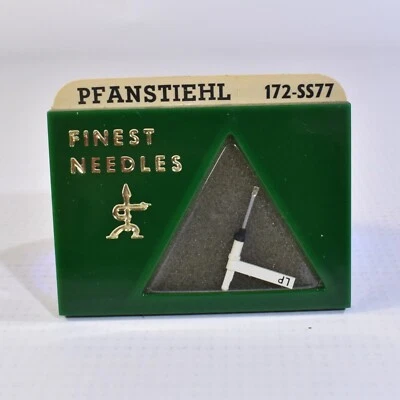 PFANSTIEHL 172-SS77
FINEST
NEEDLES
LP